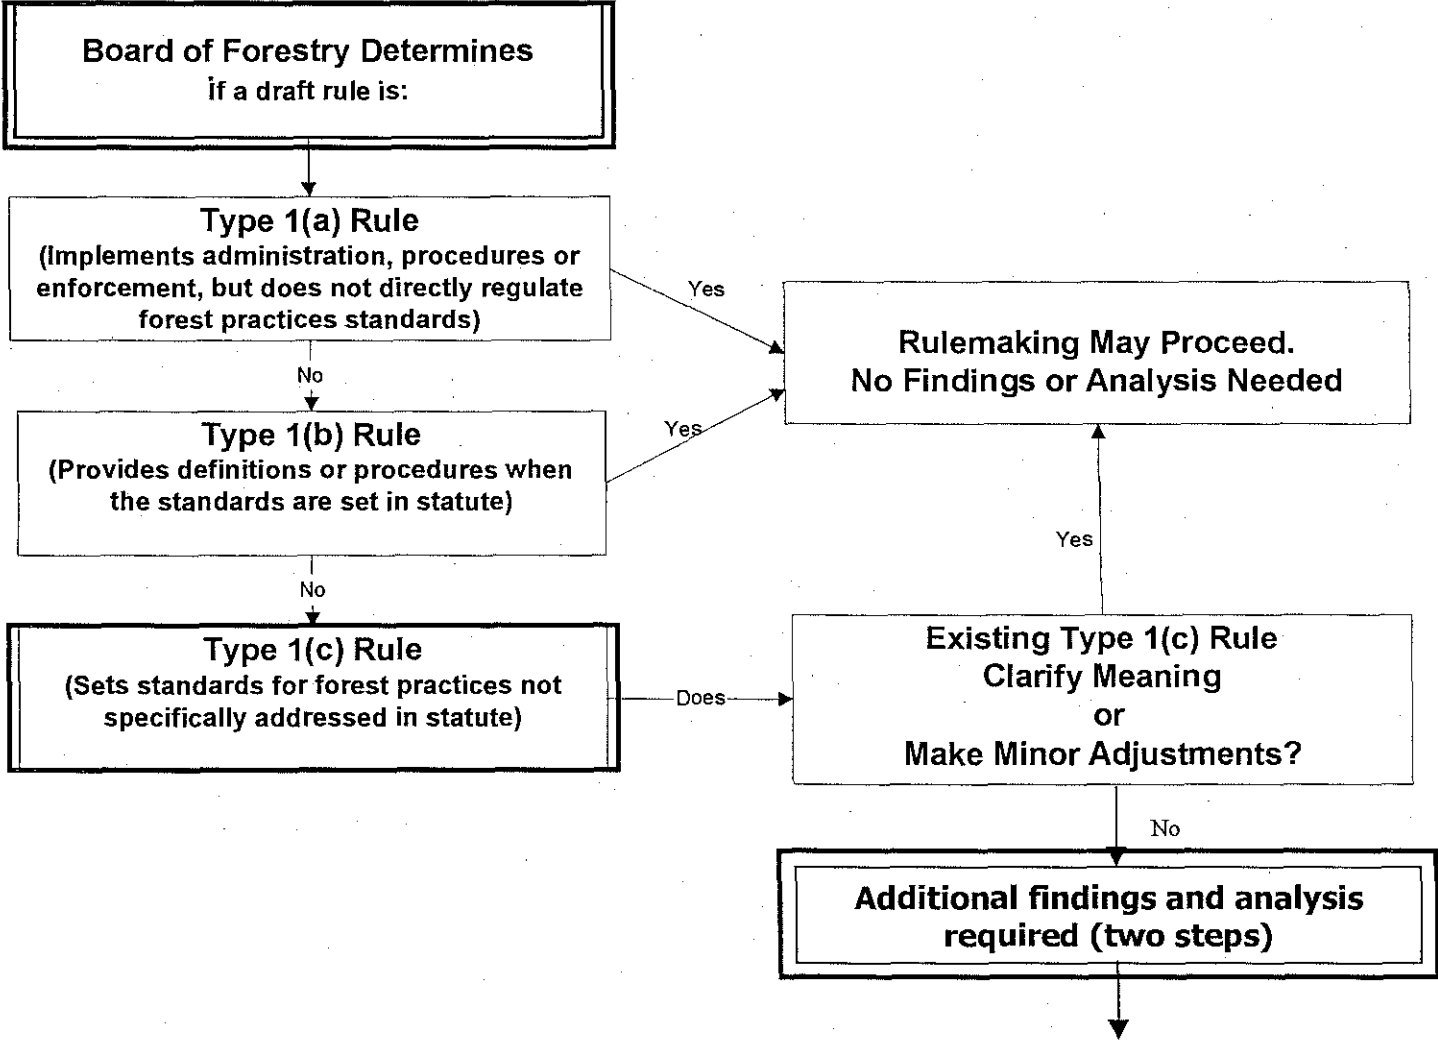 Board of Forestry Determines
if a draft rule is:
Type 1(a) Rule
(Implements administration, procedures or
enforcement, but does not directly regulate
forest practices standards)
Yes
No
Rulemaking May Proceed.
No Findings or Analysis Needed
Type 1(b) Rule
(Provides definitions or procedures when
the standards are set in statute)
Yes
No
Type 1(c) Rule
(Sets standards for forest practices not
specifically addressed in statute)
Does
Yes
Existing Type 1(c) Rule
Clarify Meaning
or
Make Minor Adjustments?
No
Additional findings and analysis
required (two steps)